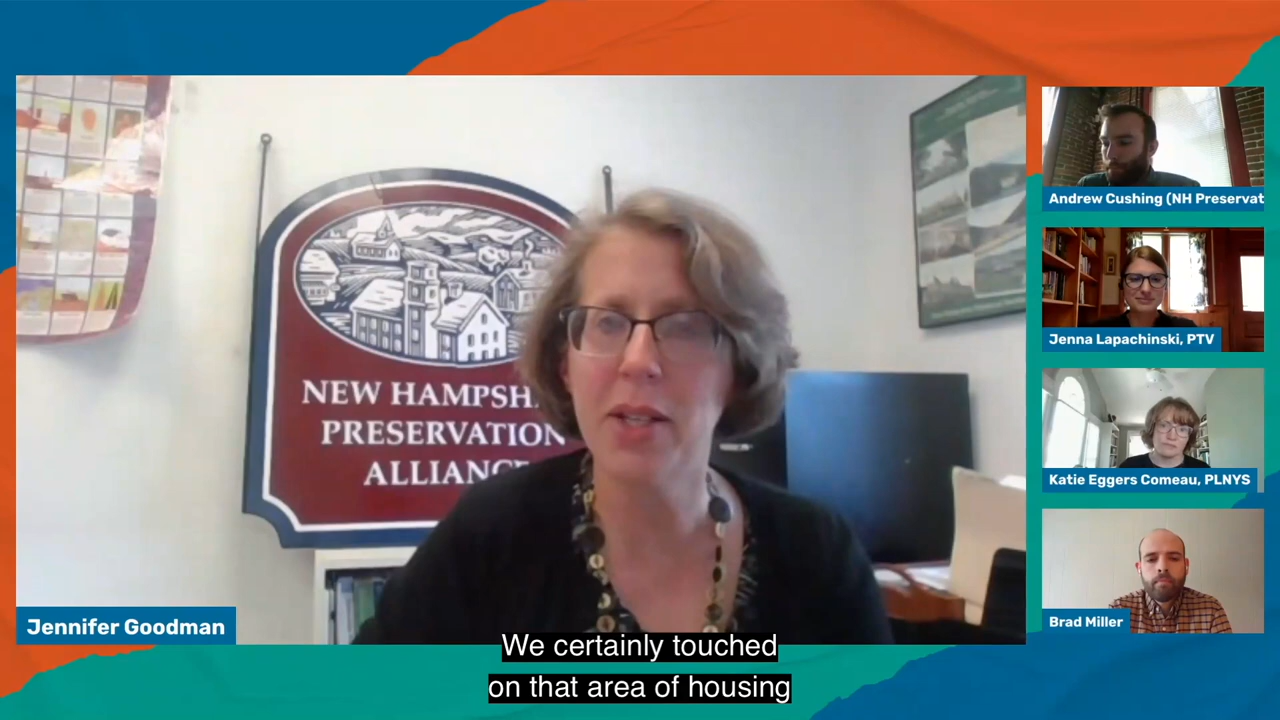 NEW HAMPSH
PRESERVATION
ALLIANCE
Jennifer Goodman
Andrew Cushing (NH Preservat
Jenna Lapachinski, PTV
Katie Eggers Comeau, PLNYS
Brad Miller
We certainly touched
on that area of housing